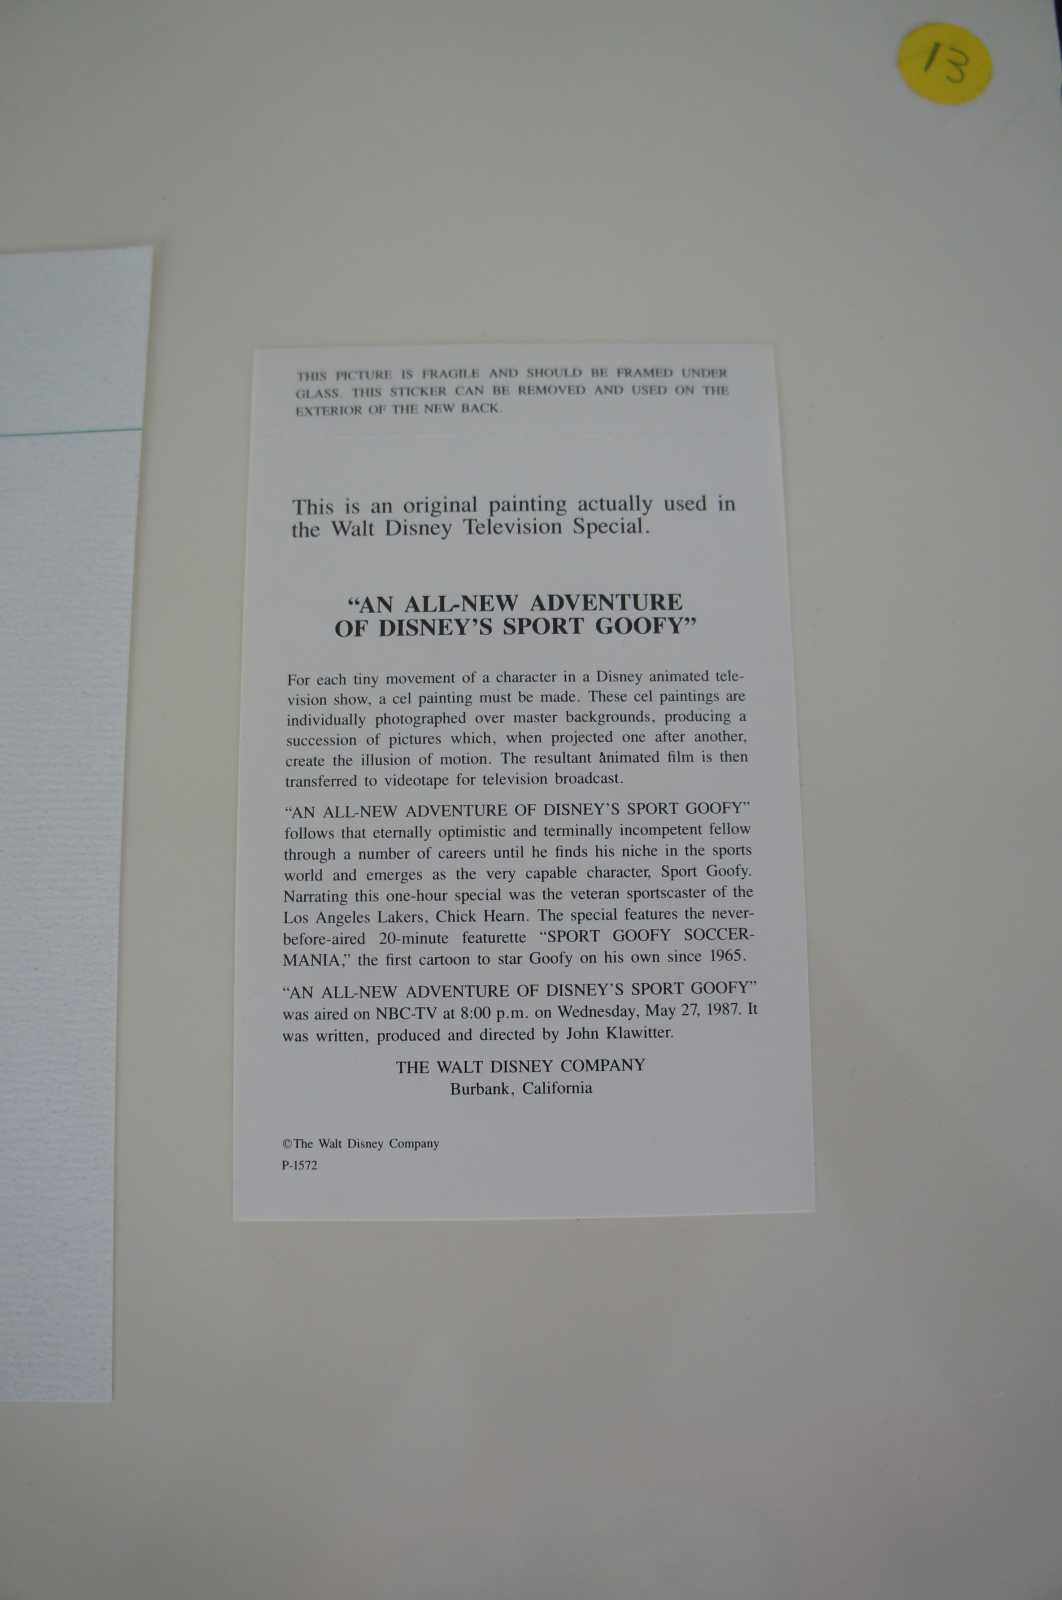 13
THIS PICTURE IS FRAGILE AND SHOULD BE FRAMED UNDER
GLASS. THIS STICKER CAN BE REMOVED AND USED ON THE
EXTERIOR OF THE NEW BACK.
This is an original painting actually used in
the Walt Disney Television Special.
“AN ALL-NEW ADVENTURE
OF DISNEY’S SPORT GOOFY”
For each tiny movement of a character in a Disney animated tele-
vision show, a cel painting must be made. These cel paintings are
individually photographed over master backgrounds, producing a
succession of pictures which, when projected one after another,
create the illusion of motion. The resultant animated film is then
transferred to videotape for television broadcast.
“AN ALL-NEW ADVENTURE OF DISNEY’S SPORT GOOFY”
follows that eternally optimistic and terminally incompetent fellow
through a number of careers until he finds his niche in the sports
world and emerges as the very capable character, Sport Goofy.
Narrating this one-hour special was the veteran sportscaster of the
Los Angeles Lakers, Chick Hearn. The special features the never-
before-aired 20-minute featurette “SPORT GOOFY SOCCER-
MANIA,” the first cartoon to star Goofy on his own since 1965.
“AN ALL-NEW ADVENTURE OF DISNEY’S SPORT GOOFY”
was aired on NBC-TV at 8:00 p.m. on Wednesday, May 27, 1987. It
was written, produced and directed by John Klawitter.
THE WALT DISNEY COMPANY
Burbank, California
©The Walt Disney Company
P-1572